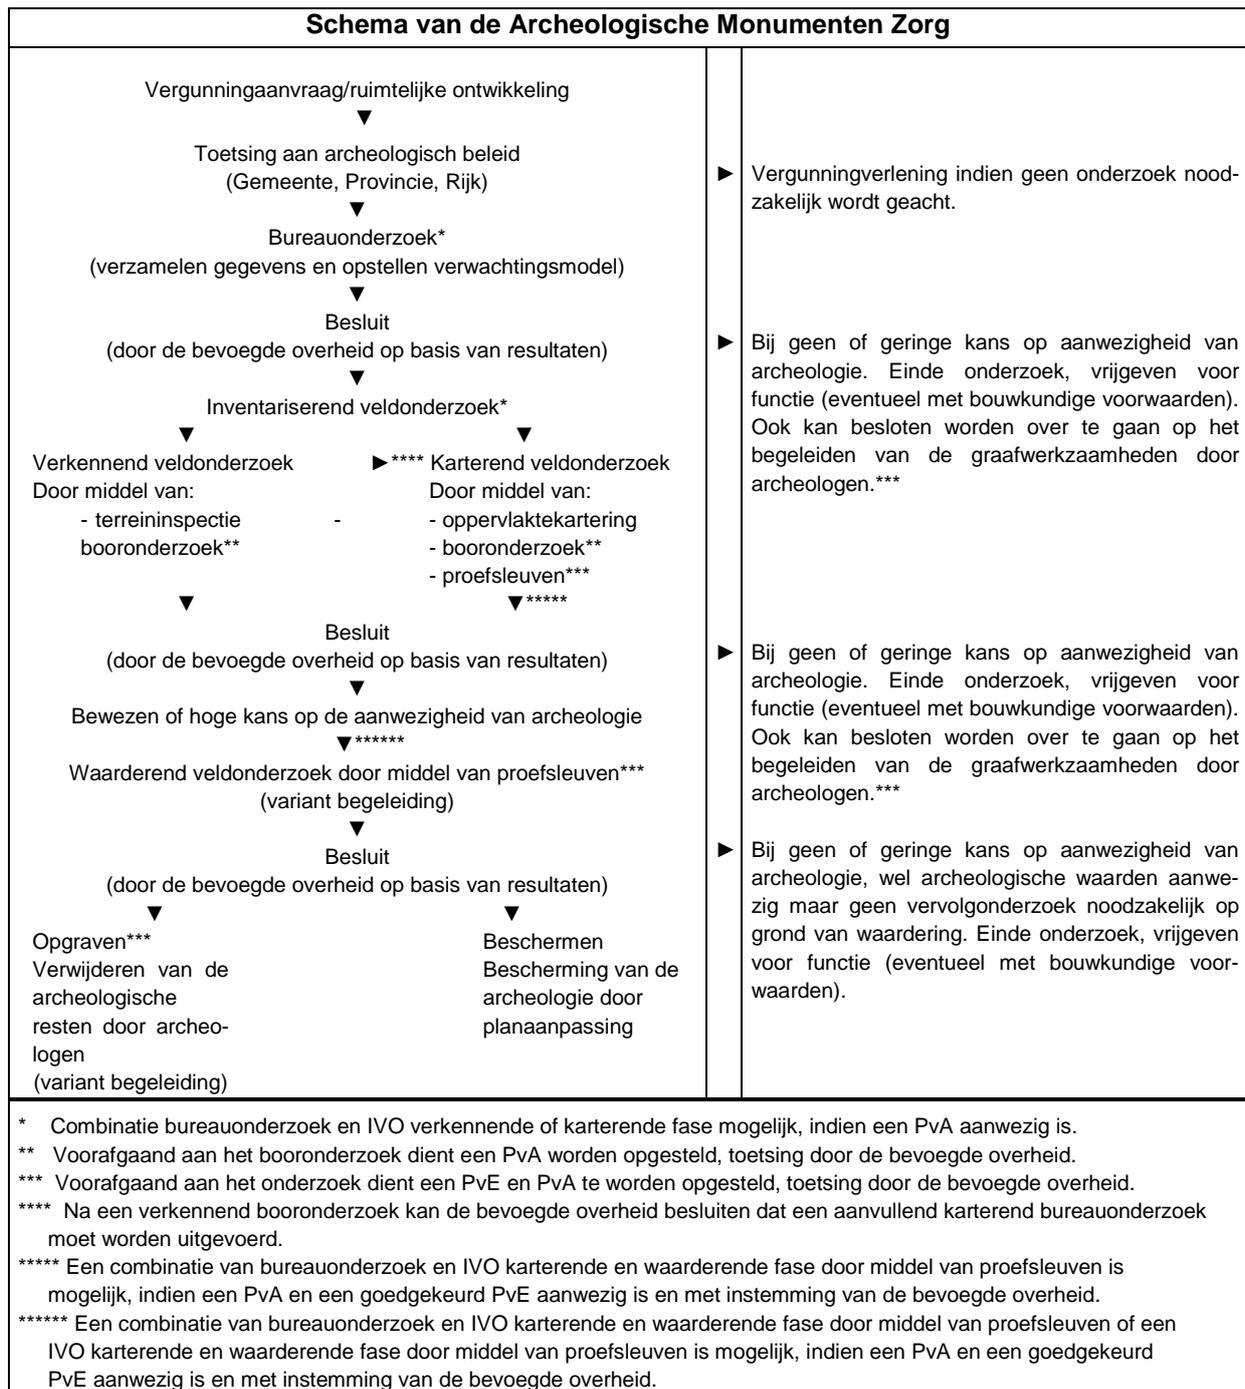 Schema van de Archeologische Monumenten Zorg
Vergunningaanvraag/ruimtelijke ontwikkeling
▼
Toetsing aan archeologisch beleid
(Gemeente, Provincie, Rijk)
▼
Bureauonderzoek*
(verzamelen gegevens en opstellen verwachtingsmodel)
▼
Besluit
(door de bevoegde overheid op basis van resultaten)
▼
Inventariserend veldonderzoek*
▼ ▼
Verkennend veldonderzoek ►**** Karterend veldonderzoek
Door middel van: Door middel van:
- terreininspectie - - oppervlaktekartering
booronderzoek** - booronderzoek**
- proefsleuven***
▼ ▼*****
Besluit
(door de bevoegde overheid op basis van resultaten)
▼
Bewezen of hoge kans op de aanwezigheid van archeologie
▼******
Waarderend veldonderzoek door middel van proefsleuven***
(variant begeleiding)
▼
Besluit
(door de bevoegde overheid op basis van resultaten)
▼ ▼
Opgraven*** Beschermen
Verwijderen van de Bescherming van de
archeologische archeologie door
resten door archeo- planaanpassing
logen
(variant begeleiding)
► Vergunningverlening indien geen onderzoek nood-
zakelijk wordt geacht.
► Bij geen of geringe kans op aanwezigheid van
archeologie. Einde onderzoek, vrijgeven voor
functie (eventueel met bouwkundige voorwaarden).
Ook kan besloten worden over te gaan op het
begeleiden van de graafwerkzaamheden door
archeologen.***
► Bij geen of geringe kans op aanwezigheid van
archeologie. Einde onderzoek, vrijgeven voor
functie (eventueel met bouwkundige voorwaarden).
Ook kan besloten worden over te gaan op het
begeleiden van de graafwerkzaamheden door
archeologen.***
► Bij geen of geringe kans op aanwezigheid van
archeologie, wel archeologische waarden aanwe-
zig maar geen vervolgonderzoek noodzakelijk op
grond van waardering. Einde onderzoek, vrijgeven
voor functie (eventueel met bouwkundige voor-
waarden).
* Combinatie bureauonderzoek en IVO verkennende of karterende fase mogelijk, indien een PvA aanwezig is.
** Voorafgaand aan het booronderzoek dient een PvA worden opgesteld, toetsing door de bevoegde overheid.
*** Voorafgaand aan het onderzoek dient een PvE en PvA te worden opgesteld, toetsing door de bevoegde overheid.
**** Na een verkennend booronderzoek kan de bevoegde overheid besluiten dat een aanvullend karterend bureauonderzoek
moet worden uitgevoerd.
***** Een combinatie van bureauonderzoek en IVO karterende en waarderende fase door middel van proefsleuven is
mogelijk, indien een PvA en een goedgekeurd PvE aanwezig is en met instemming van de bevoegde overheid.
****** Een combinatie van bureauonderzoek en IVO karterende en waarderende fase door middel van proefsleuven of een
IVO karterende en waarderende fase door middel van proefsleuven is mogelijk, indien een PvA en een goedgekeurd
PvE aanwezig is en met instemming van de bevoegde overheid.